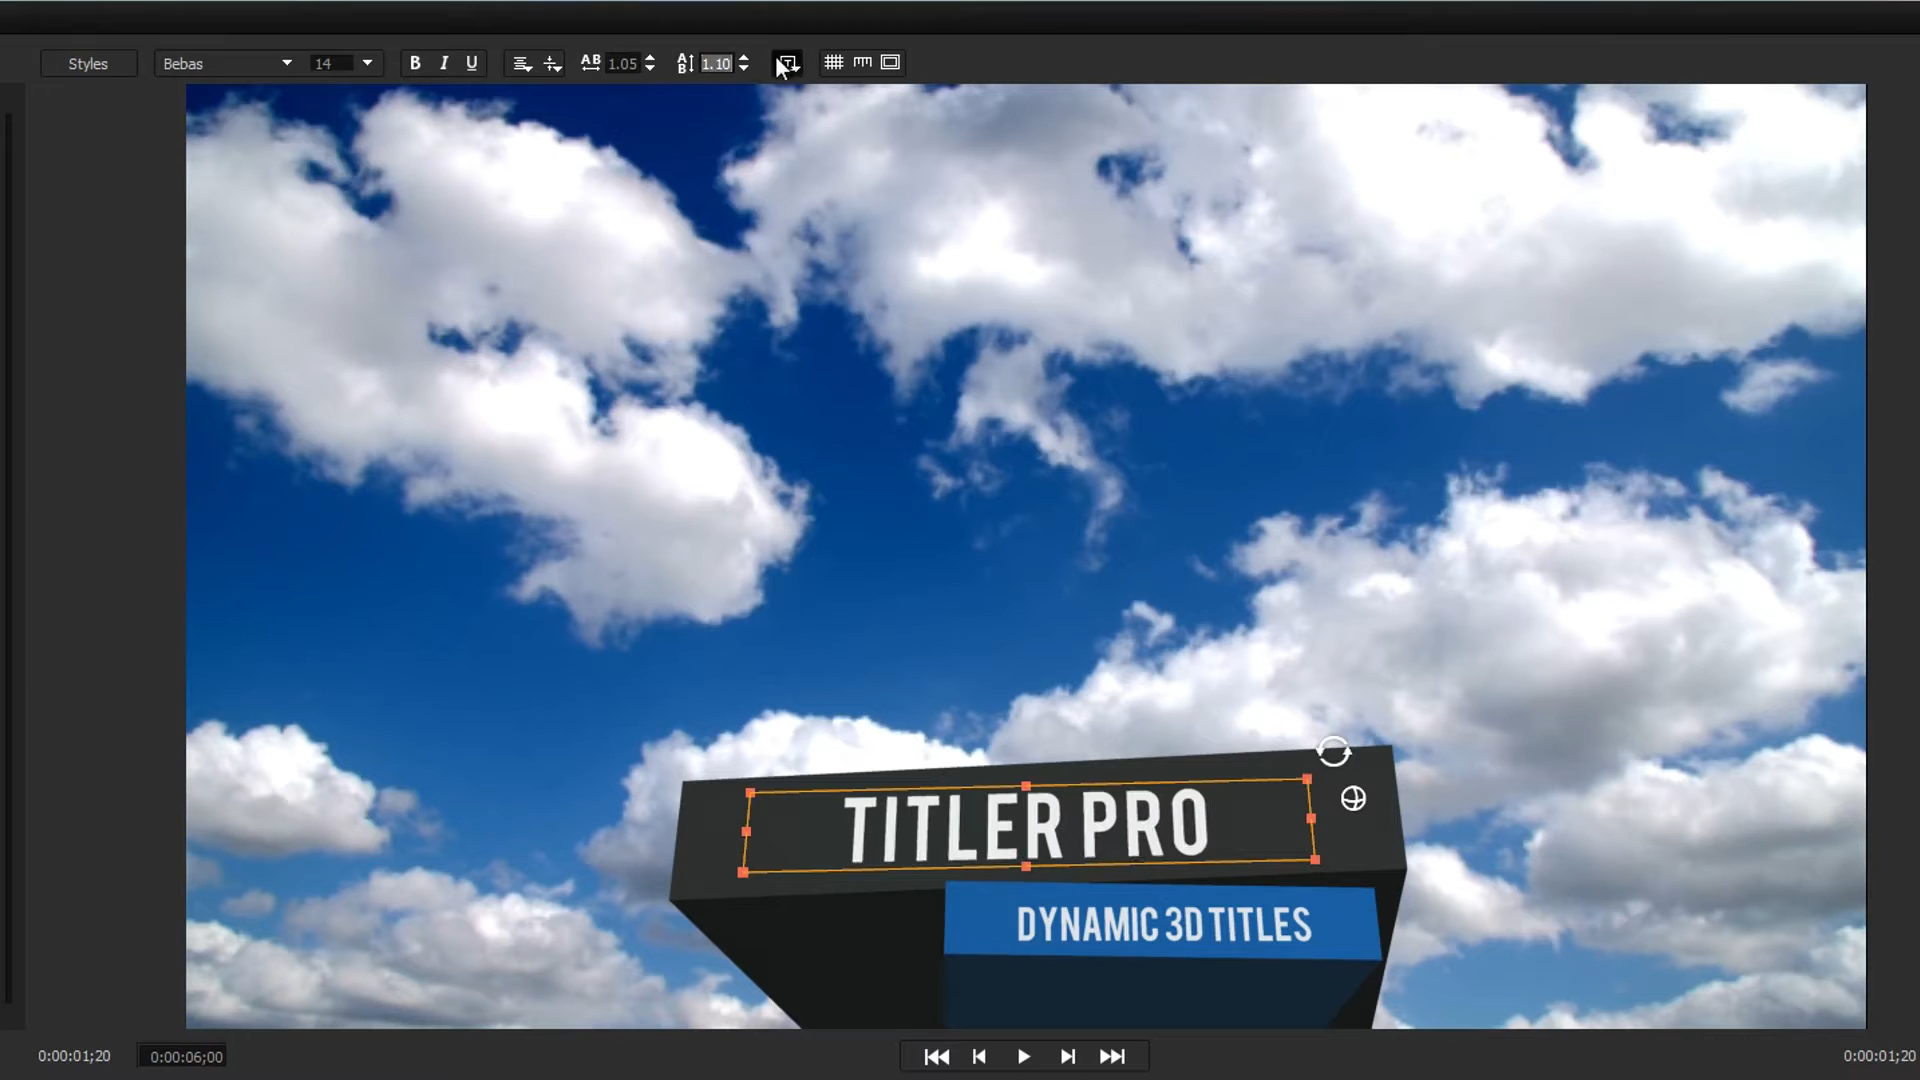 Styles
Bebas
14
B I U
AB 1.05
AB 1.10
TITLER PRO
DYNAMIC 3D TITLES
0:00:01;20
0:00:06;00
0:00:01;20